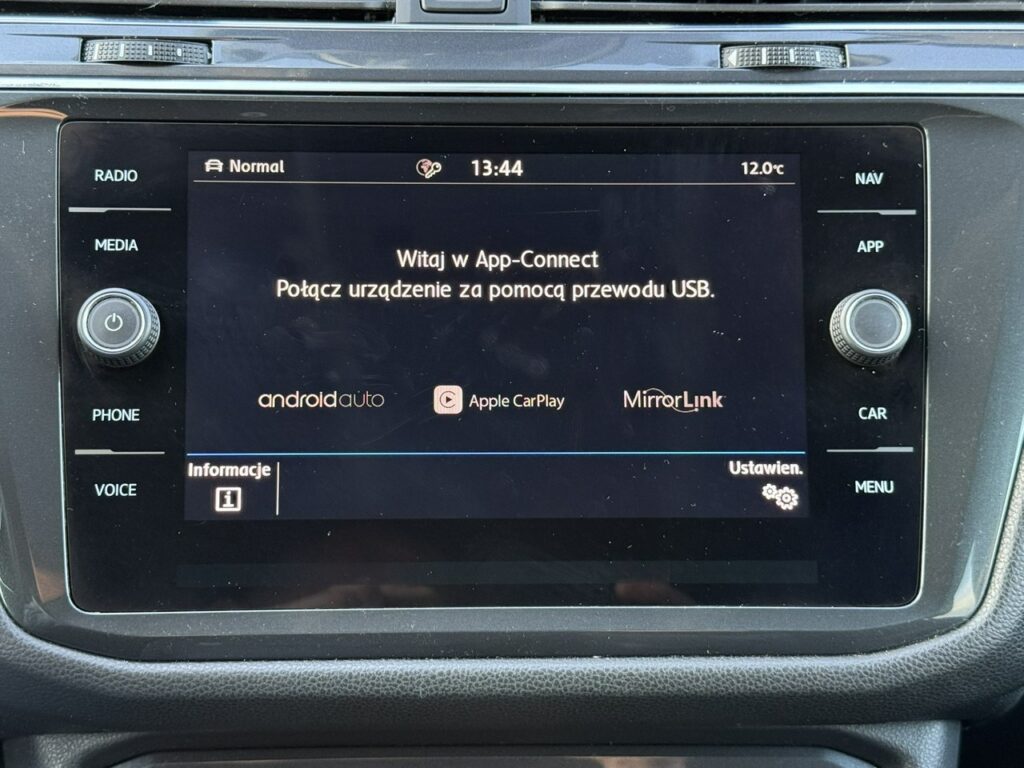 RADIO
MEDIA
PHONE
VOICE
Normal
13:44
12.0°C
Witaj w App-Connect
Połącz urządzenie za pomocą przewodu USB.
androidauto
Apple CarPlay
MirrorLink
Informacje
i
Ustawien.
NAV
APP
CAR
MENU